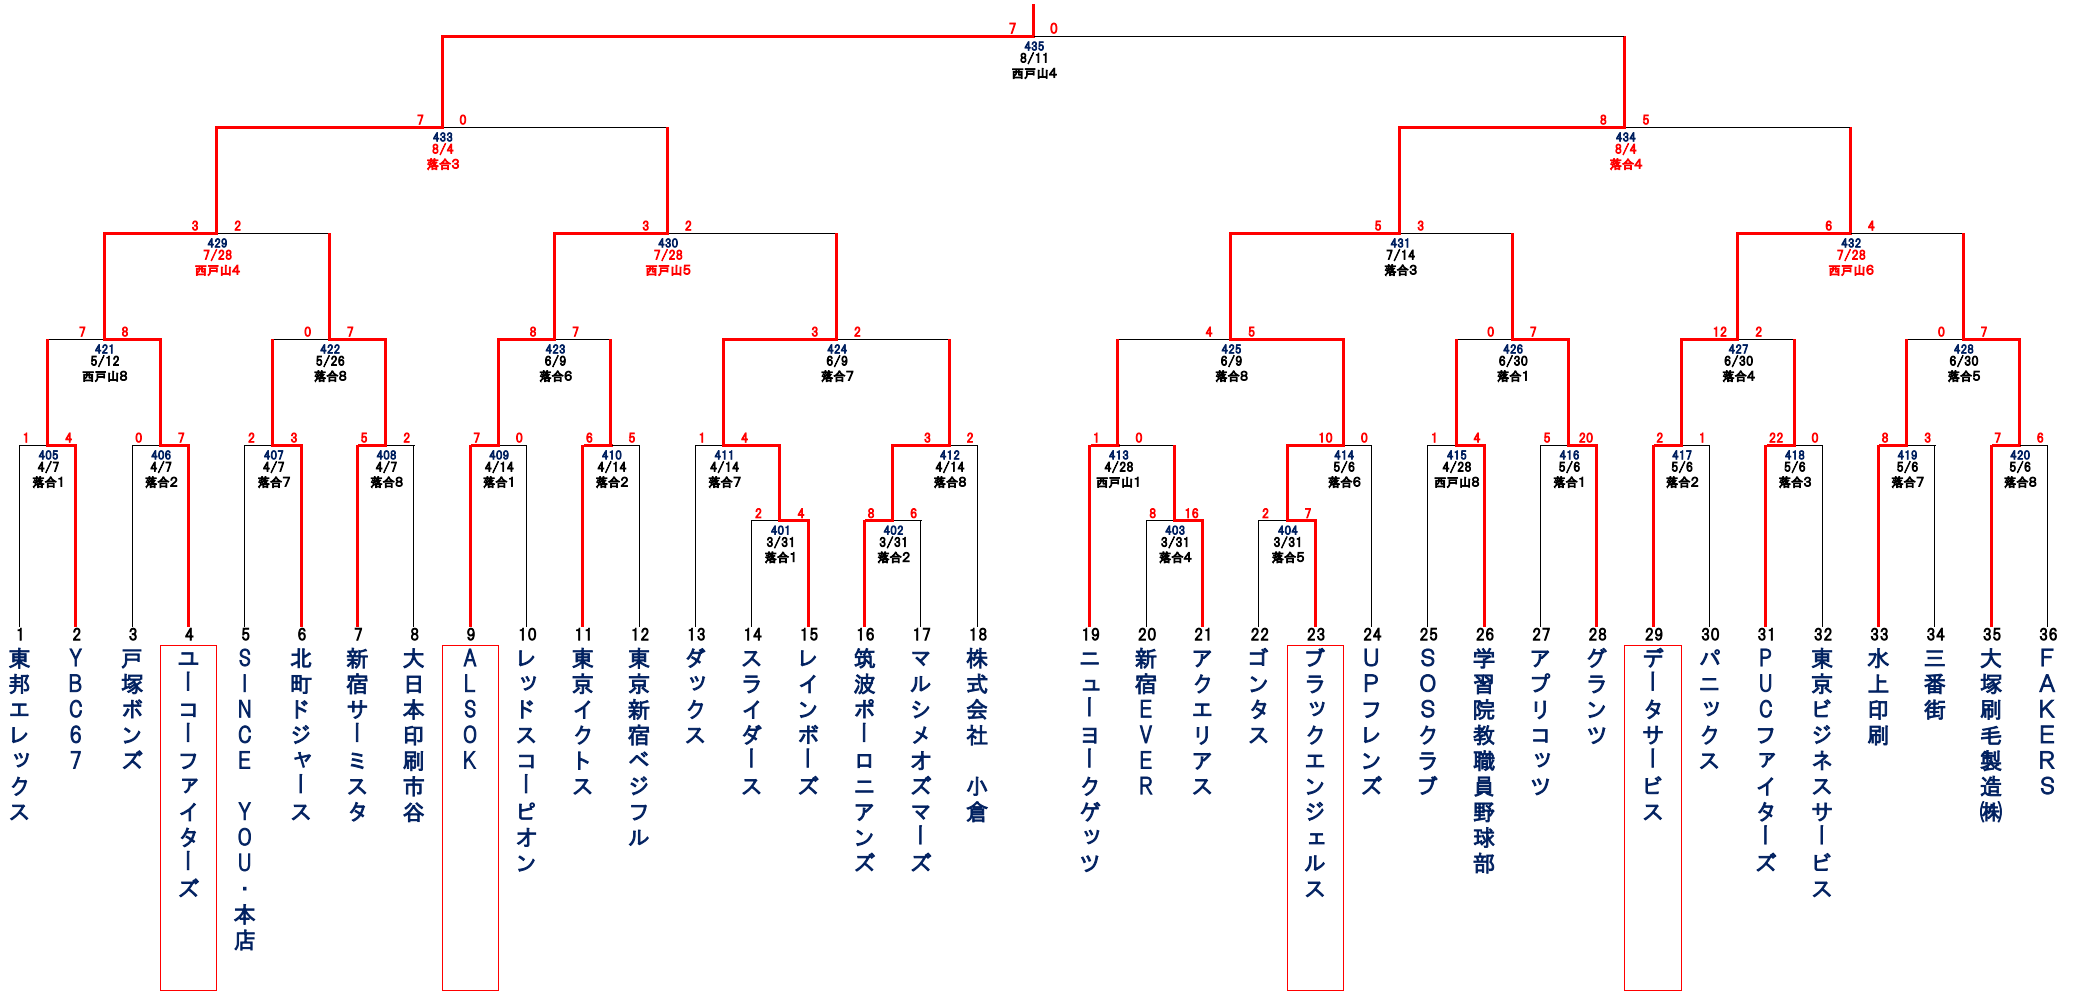 7 0
435
8/11
西戸山4
7 0 8 5
433 434
8/4 8/4
落合3 落合4
3 2 3 2 5 3 6 4
429 430 431 432
7/28 7/28 7/14 7/28
西戸山4 西戸山5 落合3 西戸山6
7 8 0 7 8 7 3 2 4 5 0 7 12 2 0 7
421 422 423 424 425 426 427 428
5/12 5/26 6/9 6/9 6/9 6/30 6/30 6/30
西戸山8 落合8 落合6 落合7 落合8 落合1 落合4 落合5
1 4 0 7 2 3 5 2 7 0 6 5 1 4 3 2 1 0 10 0 1 4 5 20 2 1 22 0 8 3 7 6
405 406 407 408 409 410 411 412 413 414 415 416 417 418 419 420
4/7 4/7 4/7 4/7 4/14 4/14 4/14 4/14 4/28 5/6 4/28 5/6 5/6 5/6 5/6 5/6
落合1 落合2 落合7 落合8 落合1 落合2 落合7 落合8 西戸山1 落合6 西戸山8 落合1 落合2 落合3 落合7 落合8
2 4 8 6 8 16 2 7
401 402 403 404
3/31 3/31 3/31 3/31
落合1 落合2 落合4 落合5
1 2 3 4 5 6 7 8 9 10 11 12 13 14 15 16 17 18 19 20 21 22 23 24 25 26 27 28 29 30 31 32 33 34 35 36
東邦エレックス
YBC67
戸塚ボンズ
ユーコーファイターズ
SINCE YOU・本店
北町ドジャース
新宿サーミスタ
大日本印刷市谷
ALSOK
レッドスコーピオン
東京イクトス
東京新宿ベジフル
ダックス
スライダース
レインボーズ
筑波ポーロニアンズ
マルシメオズマーズ
株式会社 小倉
ニューヨークゲッツ
新宿EVER
アクエリアス
ゴンタス
ブラックエンジェルス
UPフレンズ
SOSクラブ
学習院教職員野球部
アプリコッツ
グランツ
データサービス
パニックス
PUCファイターズ
東京ビジネスサービス
水上印刷
三番街
大塚刷毛製造㈱
FAKERS